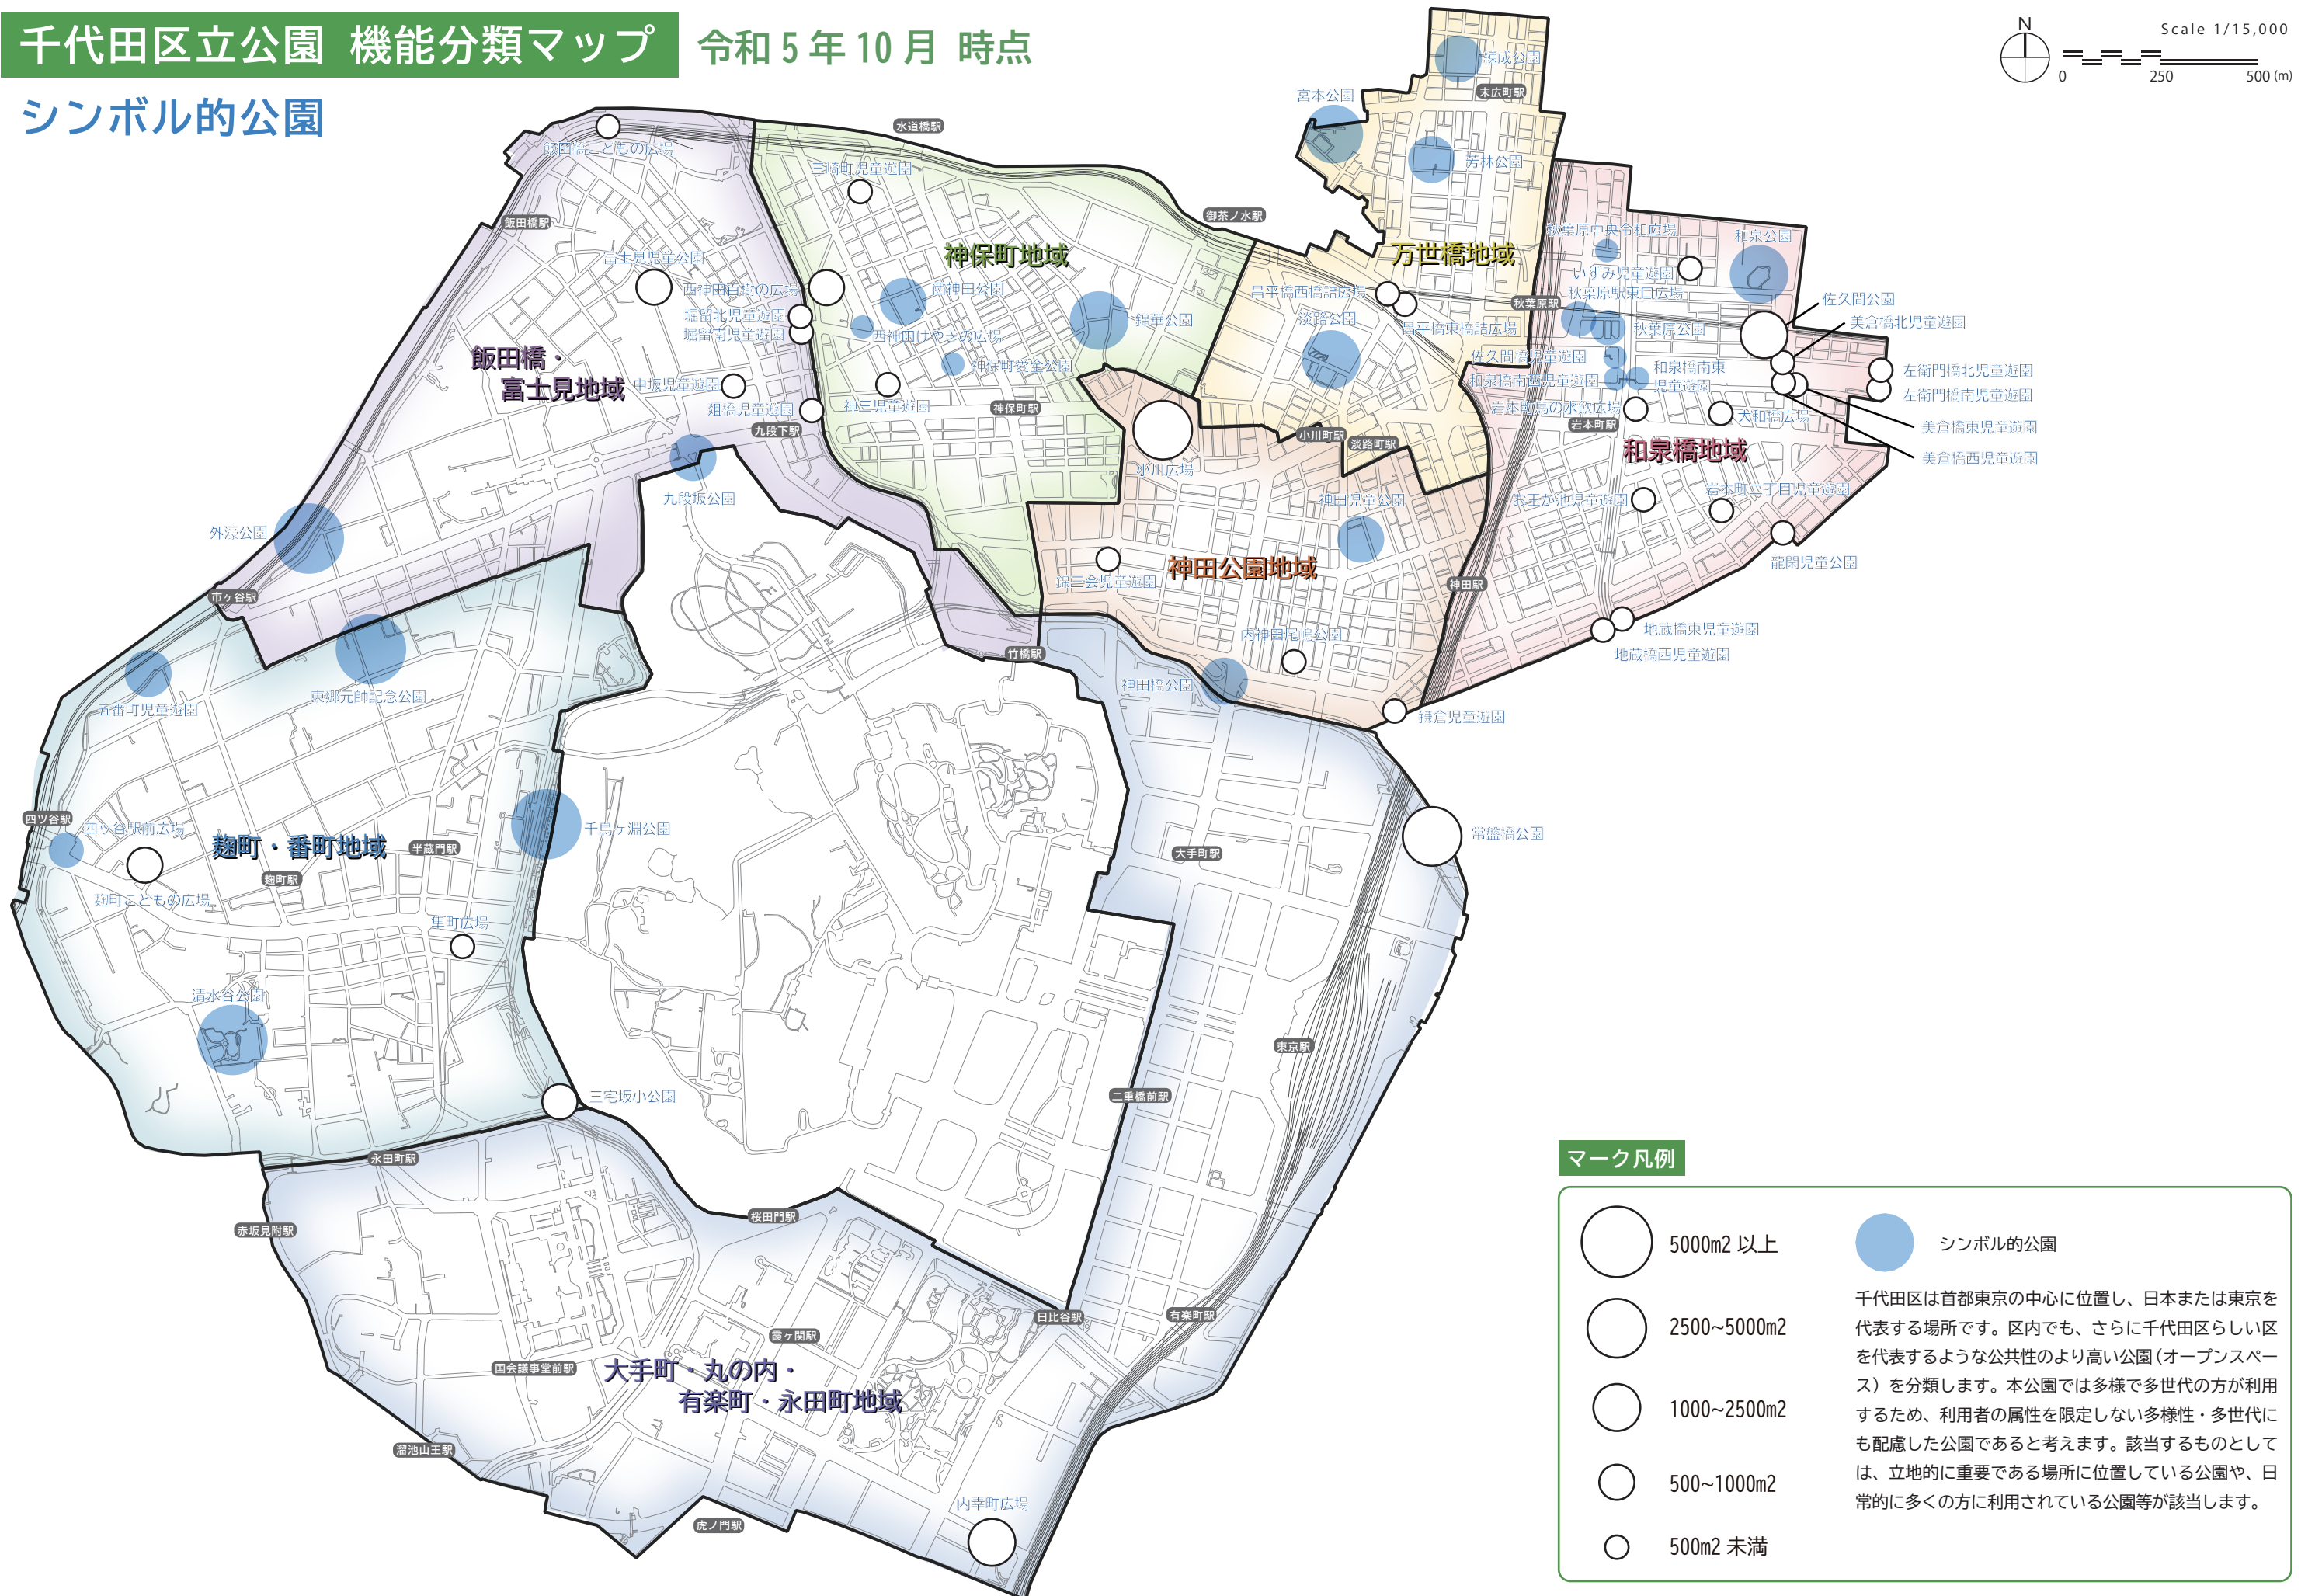 千代田区立公園 機能分類マップ 令和5年10月 時点
シンボル的公園
N
Scale 1/15,000
0 250 500 (m)
練成公園
末広町駅
宮本公園
芳林公園
水道橋駅
飯田橋こどもの広場
三崎町児童遊園
御茶ノ水駅
飯田橋駅
秋葉原中央令和広場
和泉公園
神保町地域
万世橋地域
富士見児童公園
いずみ児童遊園
西神田百樹の広場
西神田公園
昌平橋西橋詰広場
秋葉原駅東口広場
秋葉原駅
佐久間公園
堀留北児童遊園
錦華公園
淡路公園
昌平橋東橋詰広場
秋葉原公園
美倉橋北児童遊園
堀留南児童遊園
西神田けやきの広場
飯田橋・
富士見地域
佐久間橋児童遊園
神保町愛全公園
和泉橋南東
児童遊園
左衛門橋北児童遊園
中坂児童遊園
和泉橋南西児童遊園
左衛門橋南児童遊園
俎橋児童遊園
神三児童遊園
神保町駅
岩本町馬の水飲広場
大和橋広場
九段下駅
小川町駅
淡路町駅
岩本町駅
美倉橋東児童遊園
和泉橋地域
美倉橋西児童遊園
小川広場
九段坂公園
神田児童公園
お玉が池児童遊園
岩本町二丁目児童遊園
外濠公園
龍閑児童公園
神田公園地域
錦三会児童遊園
神田駅
市ヶ谷駅
内神田尾嶋公園
地蔵橋東児童遊園
竹橋駅
地蔵橋西児童遊園
神田橋公園
東郷元帥記念公園
五番町児童遊園
鎌倉児童遊園
四ツ谷駅
四ツ谷駅前広場
千鳥ヶ淵公園
常盤橋公園
麹町・番町地域
半蔵門駅
大手町駅
麹町駅
麹町こどもの広場
隼町広場
清水谷公園
東京駅
三宅坂小公園
二重橋前駅
永田町駅
桜田門駅
赤坂見附駅
日比谷駅
有楽町駅
霞ヶ関駅
国会議事堂前駅
大手町・丸の内・
有楽町・永田町地域
溜池山王駅
内幸町広場
虎ノ門駅
マーク凡例
5000m2 以上
2500~5000m2
1000~2500m2
500~1000m2
500m2 未満
シンボル的公園
千代田区は首都東京の中心に位置し、日本または東京を
代表する場所です。区内でも、さらに千代田区らしい区
を代表するような公共性のより高い公園（オープンスペー
ス）を分類します。本公園では多様で多世代の方が利用
するため、利用者の属性を限定しない多様性・多世代に
も配慮した公園であると考えます。該当するものとして
は、立地的に重要である場所に位置している公園や、日
常的に多くの方に利用されている公園等が該当します。